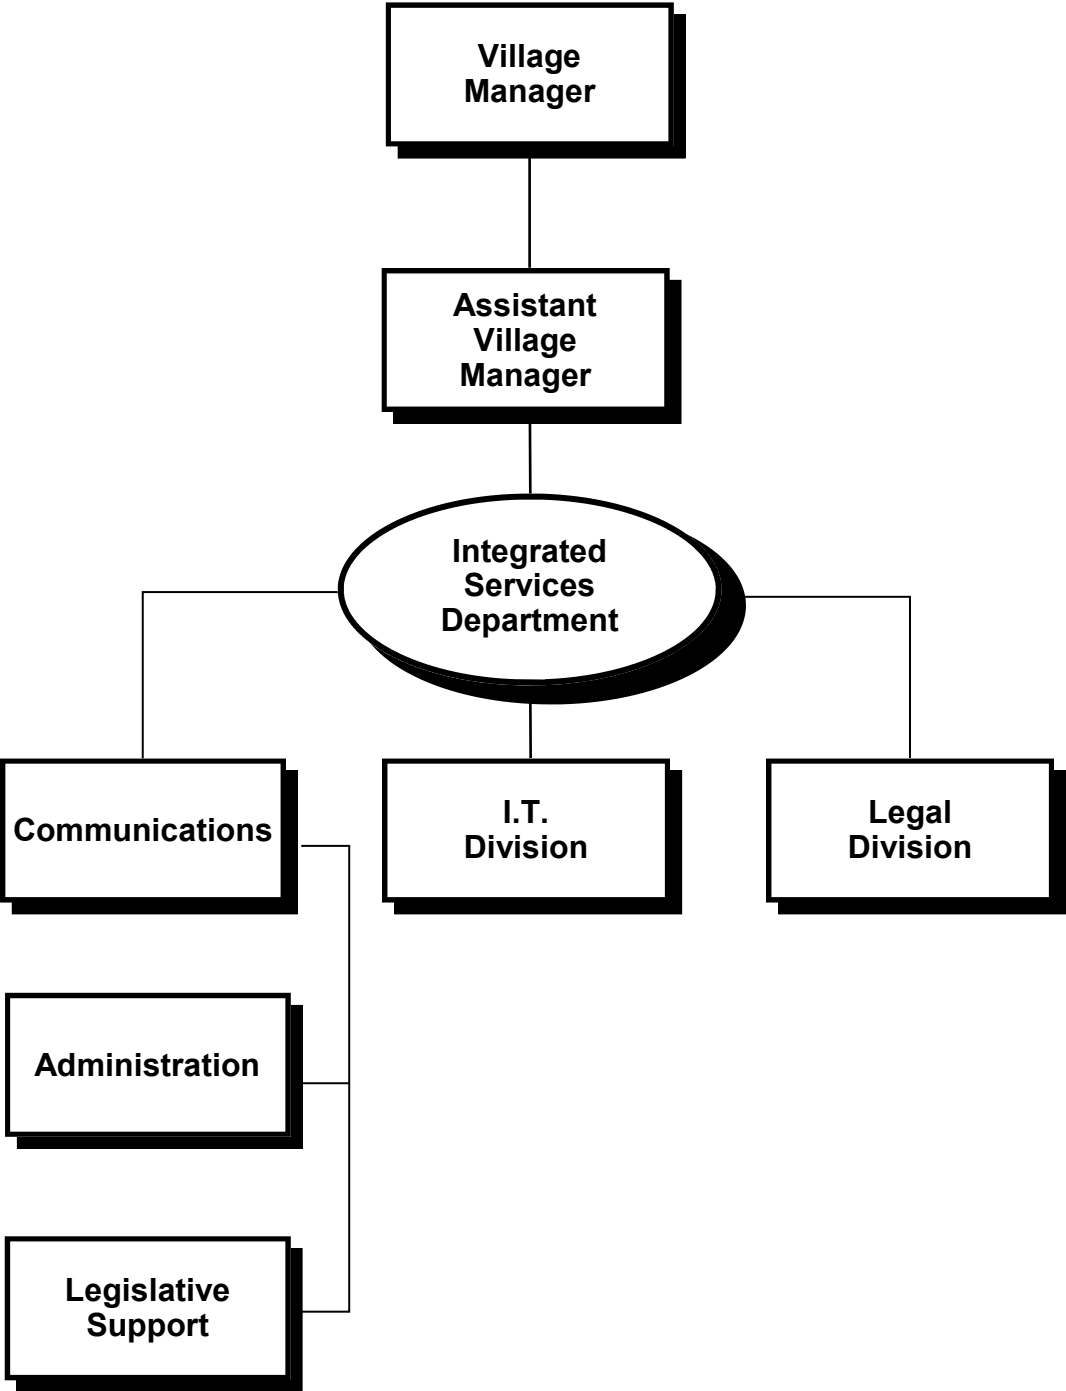 Village
Manager
Assistant
Village
Manager
Integrated
Services
Department
Communications
I.T.
Division
Legal
Division
Administration
Legislative
Support